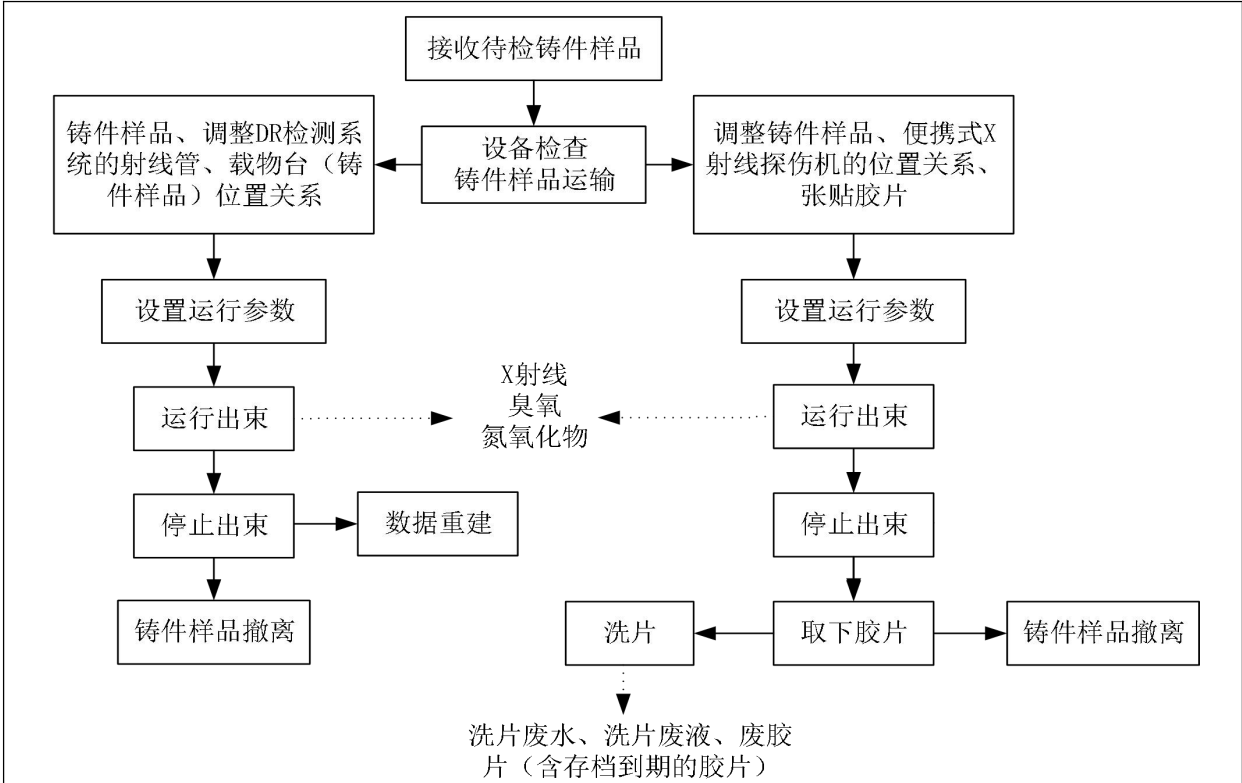 接收待检铸件样品
设备检查
铸件样品运输
铸件样品、调整DR检测系
统的射线管、载物台（铸
件样品）位置关系
设置运行参数
运行出束
停止出束
数据重建
铸件样品撤离
X射线
臭氧
氮氧化物
调整铸件样品、便携式X
射线探伤机的位置关系、
张贴胶片
设置运行参数
运行出束
停止出束
取下胶片
洗片
铸件样品撤离
洗片废水、洗片废液、废胶
片（含存档到期的胶片）